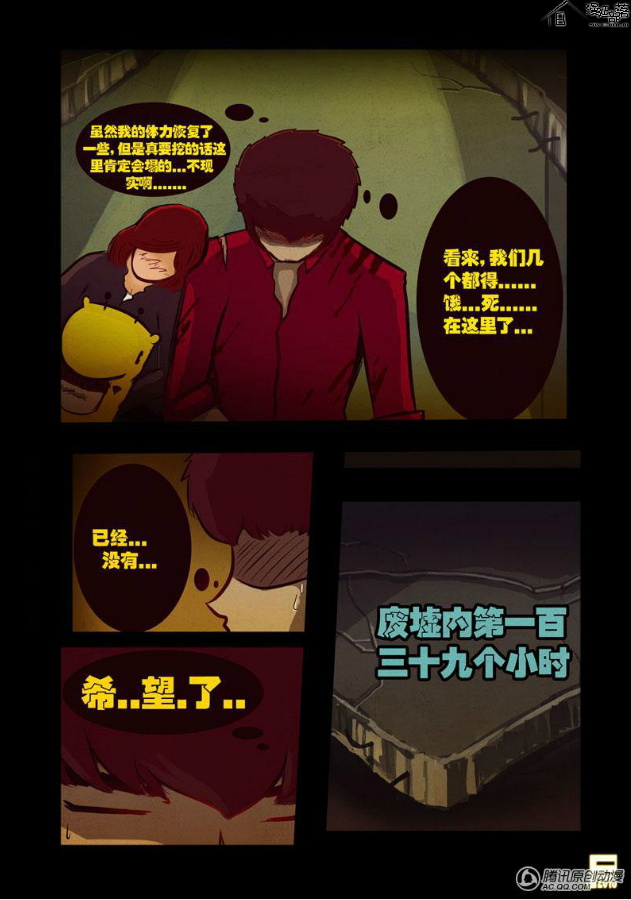 虽然我的体力恢复了
一些，但是真要挖的话这
里肯定会塌的...不现
实啊.......
看来，我们几
个都得......
饿...死......
在这里了...
已经...
没有...
希..望.了..
废墟内第一百
三十九个小时
腾讯原创动漫
AC.QQ.COM